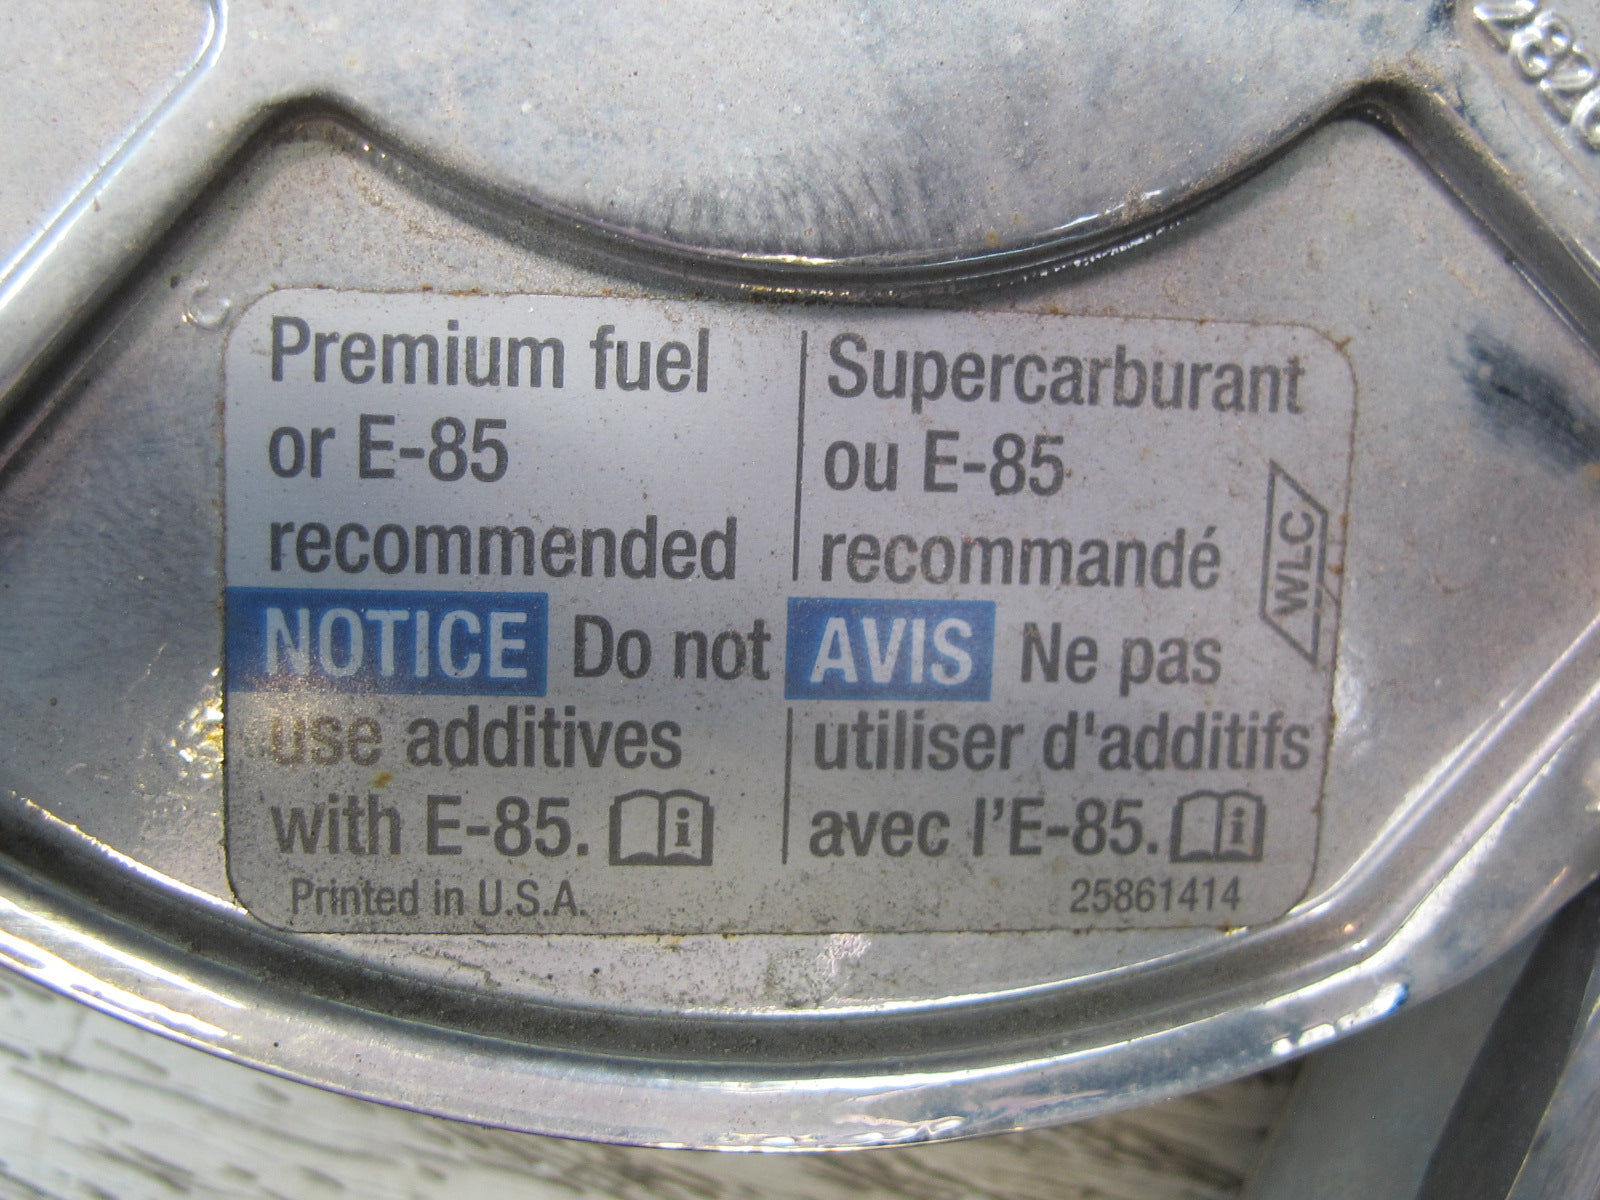 Premium fuel
or E-85
recommended
NOTICE Do not
use additives
with E-85.
Printed in U.S.A.
Supercarburant
ou E-85
recommandé
AVIS Ne pas
utiliser d'additifs
avec l'E-85.
25861414
WLC